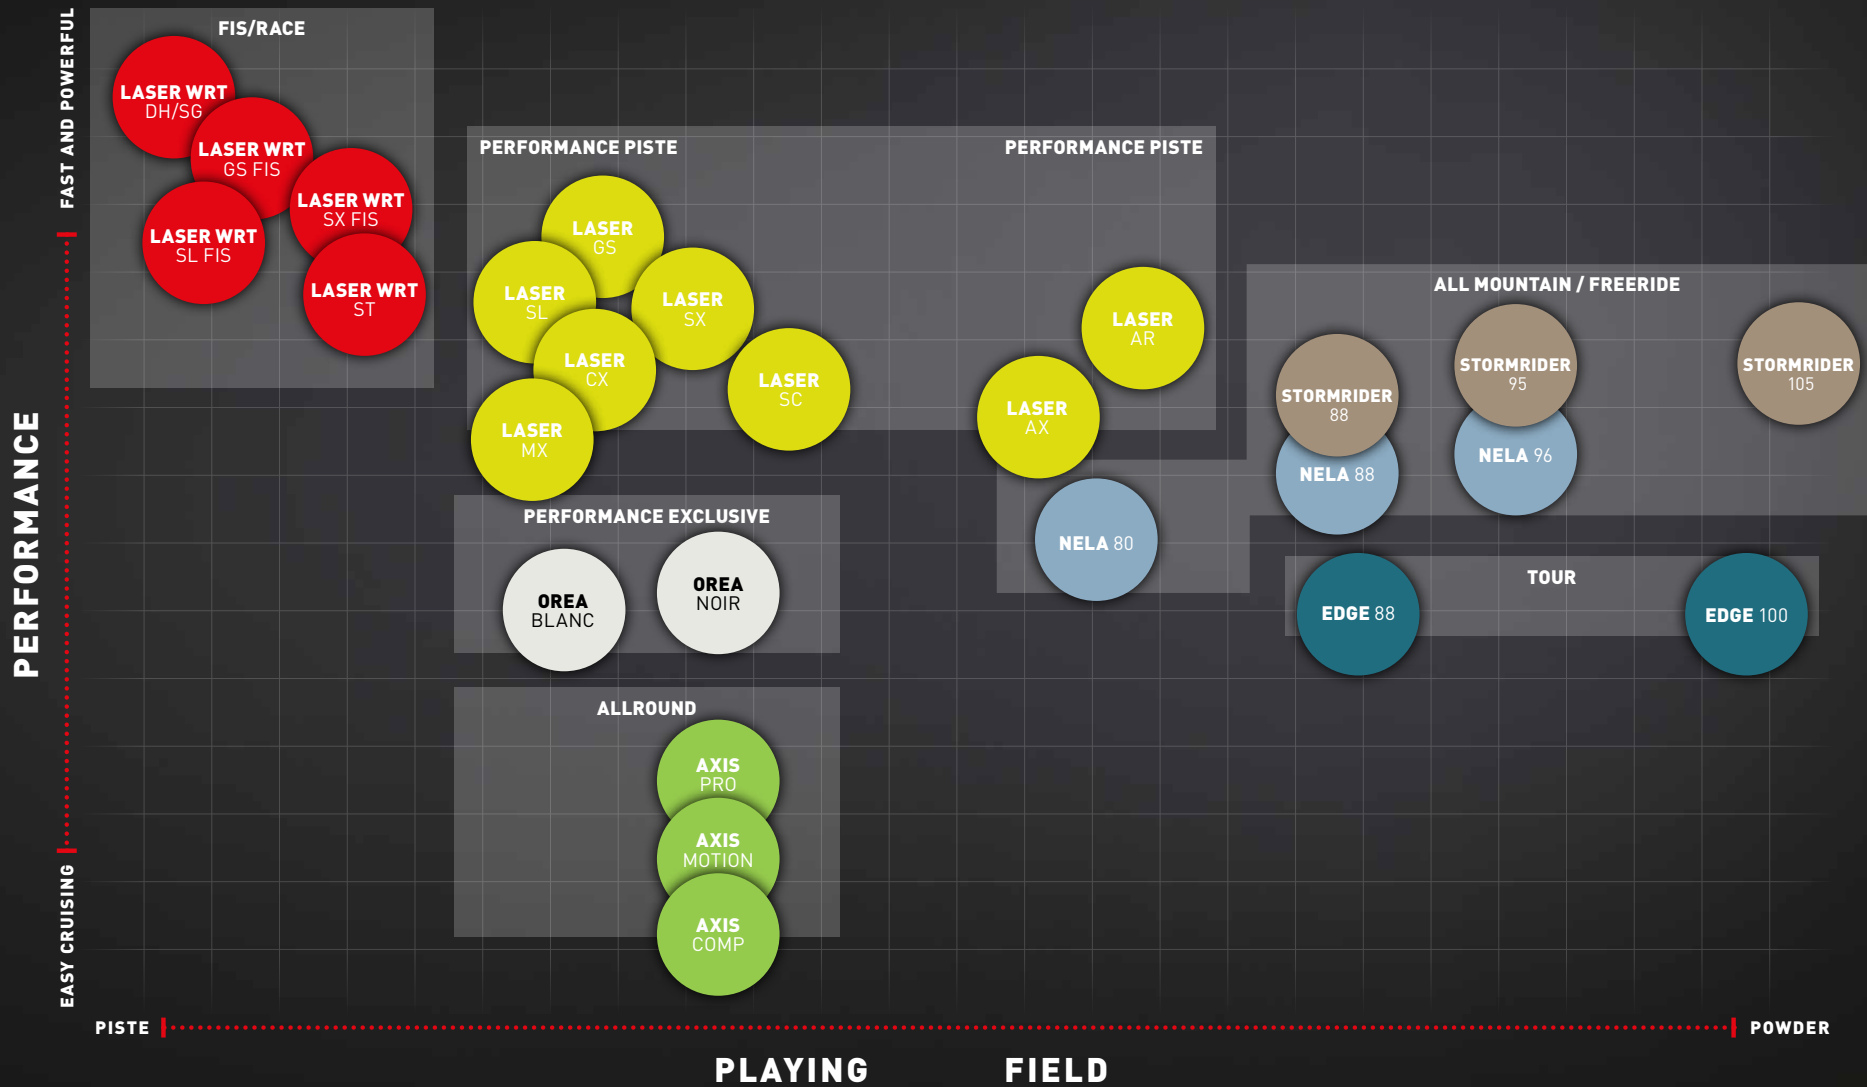 FAST AND POWERFUL
PERFORMANCE
EASY CRUISING
FIS/RACE
LASER WRT
DH/SG
LASER WRT
GS FIS
LASER WRT
SX FIS
LASER WRT
SL FIS
LASER WRT
ST
PERFORMANCE PISTE
PERFORMANCE PISTE
LASER
GS
LASER
SL
LASER
SX
LASER
CX
LASER
SC
LASER
MX
LASER
AR
LASER
AX
NELA 80
ALL MOUNTAIN / FREERIDE
STORMRIDER
88
STORMRIDER
95
STORMRIDER
105
NELA 88
NELA 96
PERFORMANCE EXCLUSIVE
OREA
BLANC
OREA
NOIR
TOUR
EDGE 88
EDGE 100
ALLROUND
AXIS
PRO
AXIS
MOTION
AXIS
COMP
PISTE
POWDER
PLAYING FIELD